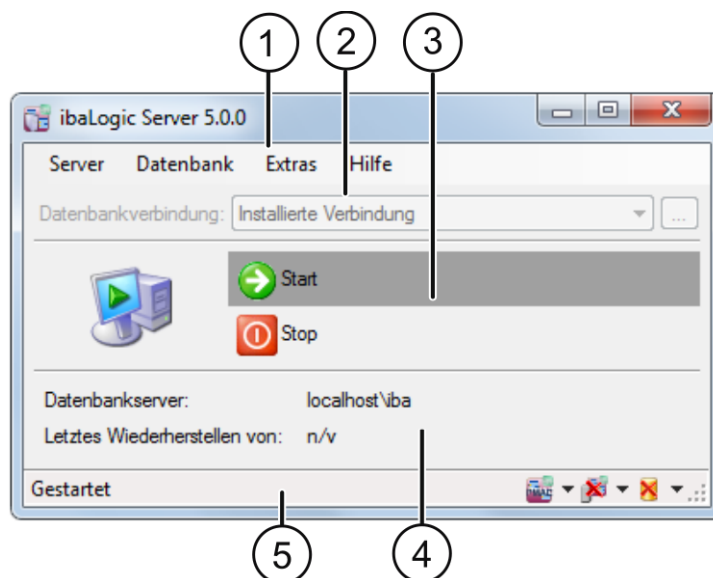 1 2 3
ibaLogic Server 5.0.0
Server Datenbank Extras Hilfe
Datenbankverbindung: Installierte Verbindung ...
Start
Stop
Datenbankserver: localhost\iba
Letztes Wiederherstellen von: n/v
Gestartet
5 4